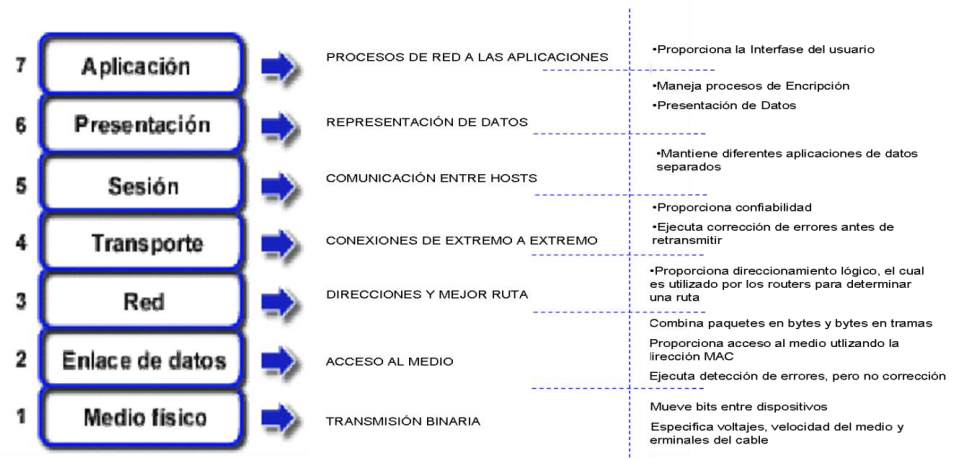 7
Aplicación
PROCESOS DE RED A LAS APLICACIONES
•Proporciona la Interfase del usuario
6
Presentación
REPRESENTACIÓN DE DATOS
•Maneja procesos de Encripción
•Presentación de Datos
5
Sesión
COMUNICACIÓN ENTRE HOSTS
•Mantiene diferentes aplicaciones de datos
separados
4
Transporte
CONEXIONES DE EXTREMO A EXTREMO
•Proporciona confiabilidad
•Ejecuta corrección de errores antes de
retransmitir
3
Red
DIRECCIONES Y MEJOR RUTA
•Proporciona direccionamiento lógico, el cual
es utilizado por los routers para determinar
una ruta
2
Enlace de datos
ACCESO AL MEDIO
Combina paquetes en bytes y bytes en tramas
Proporciona acceso al medio utlizando la
irección MAC
Ejecuta detección de errores, pero no corrección
1
Medio físico
TRANSMISIÓN BINARIA
Mueve bits entre dispositivos
Especifica voltajes, velocidad del medio y
erminales del cable